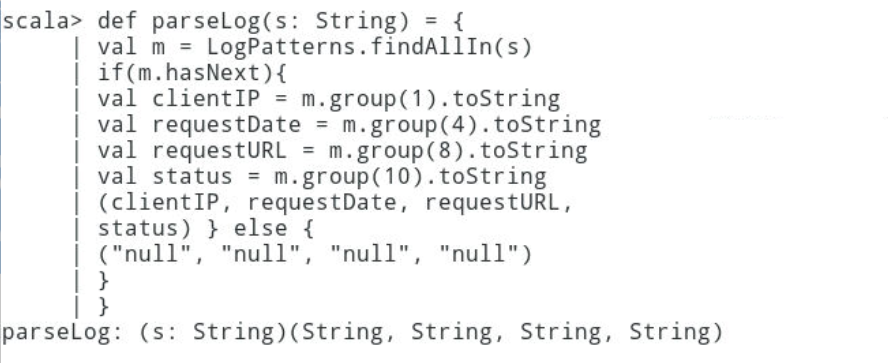 scala> def parseLog(s: String) = {
     | val m = LogPatterns.findAllIn(s)
     | if(m.hasNext){
     | val clientIP = m.group(1).toString
     | val requestDate = m.group(4).toString
     | val requestURL = m.group(8).toString
     | val status = m.group(10).toString
     | (clientIP, requestDate, requestURL,
     | status) } else {
     | ("null", "null", "null", "null")
     | }
     | }
parseLog: (s: String)(String, String, String, String)